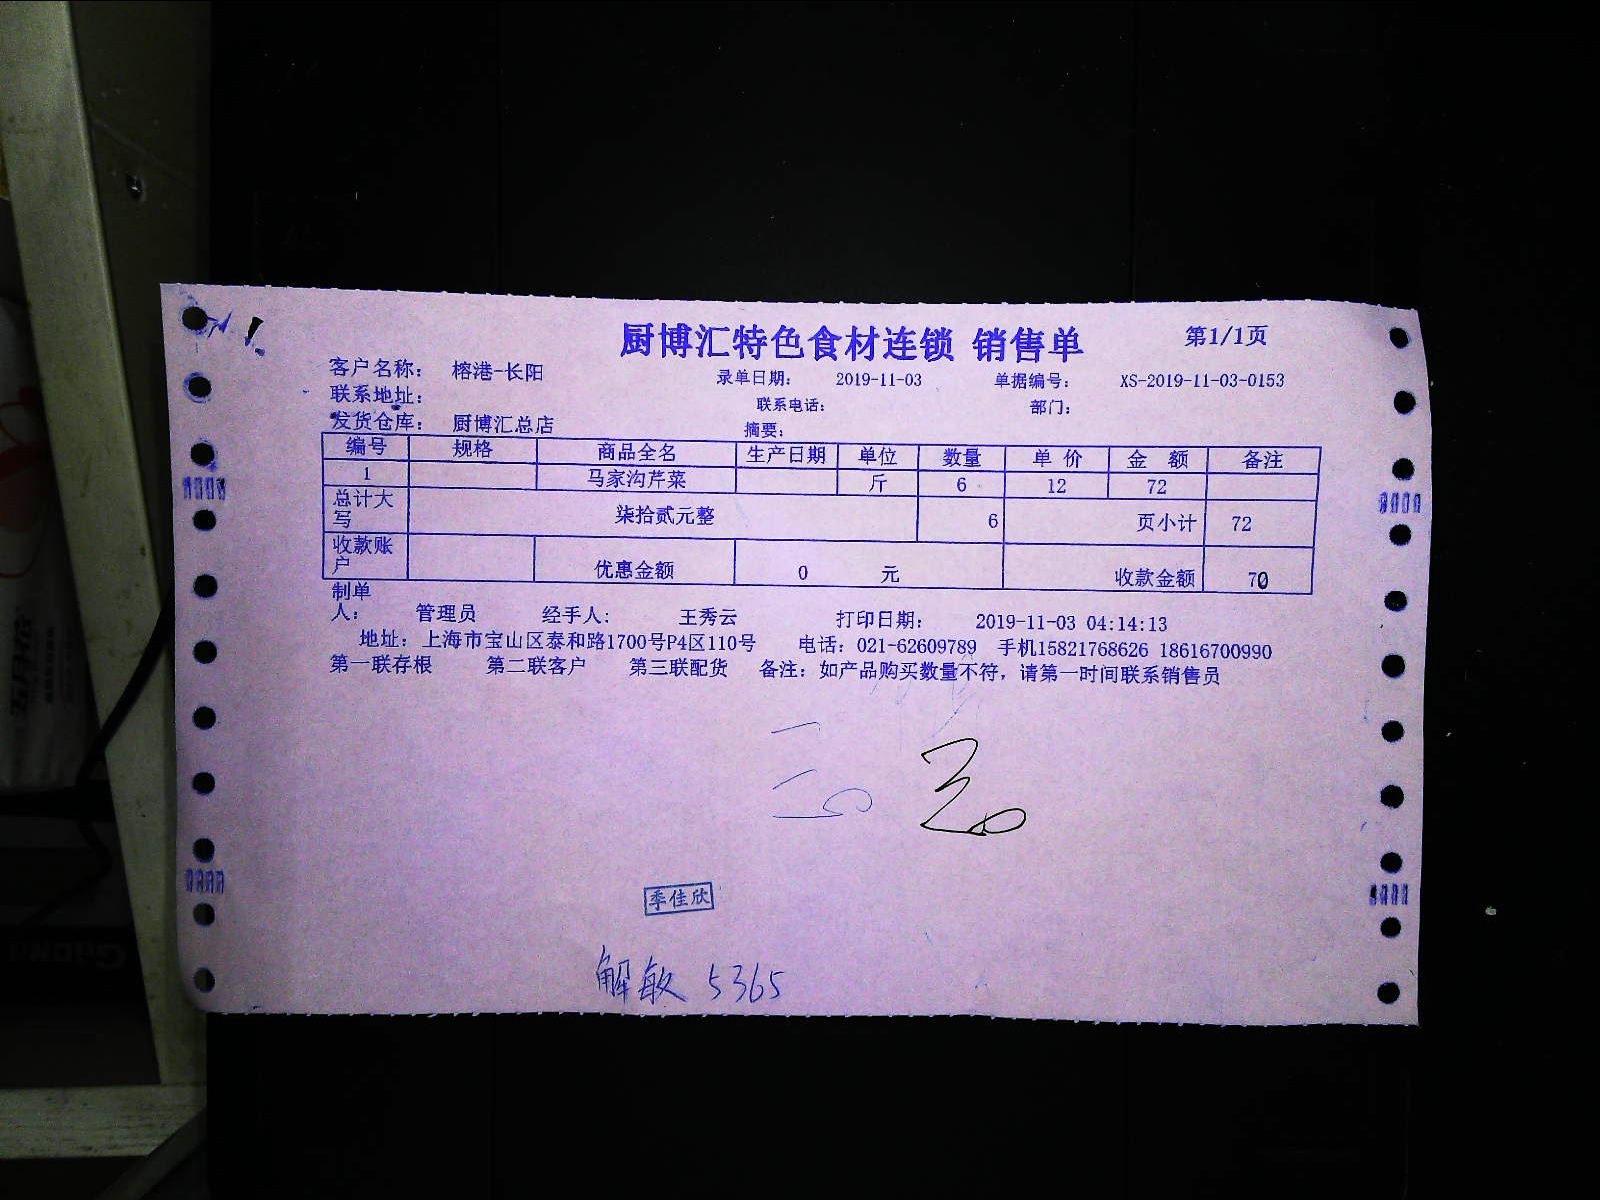 厨博汇特色食材连锁 销售单 第1/1页
客户名称: 榕港-长阳 录单日期: 2019-11-03 单据编号: XS-2019-11-03-0153
联系地址: 联系电话: 部门:
发货仓库: 厨博汇总店 摘要:
编号 规格 商品全名 生产日期 单位 数量 单 价 金 额 备注
1 马家沟芹菜 斤 6 12 72
总计大写 柒拾贰元整 6 页小计 72
收款账户 优惠金额 0 元 收款金额 70
制单人: 管理员 经手人: 王秀云 打印日期: 2019-11-03 04:14:13
地址: 上海市宝山区泰和路1700号P4区110号 电话: 021-62609789 手机15821768626 18616700990
第一联存根 第二联客户 第三联配货 备注: 如产品购买数量不符, 请第一时间联系销售员
季佳欣
解敏 5365